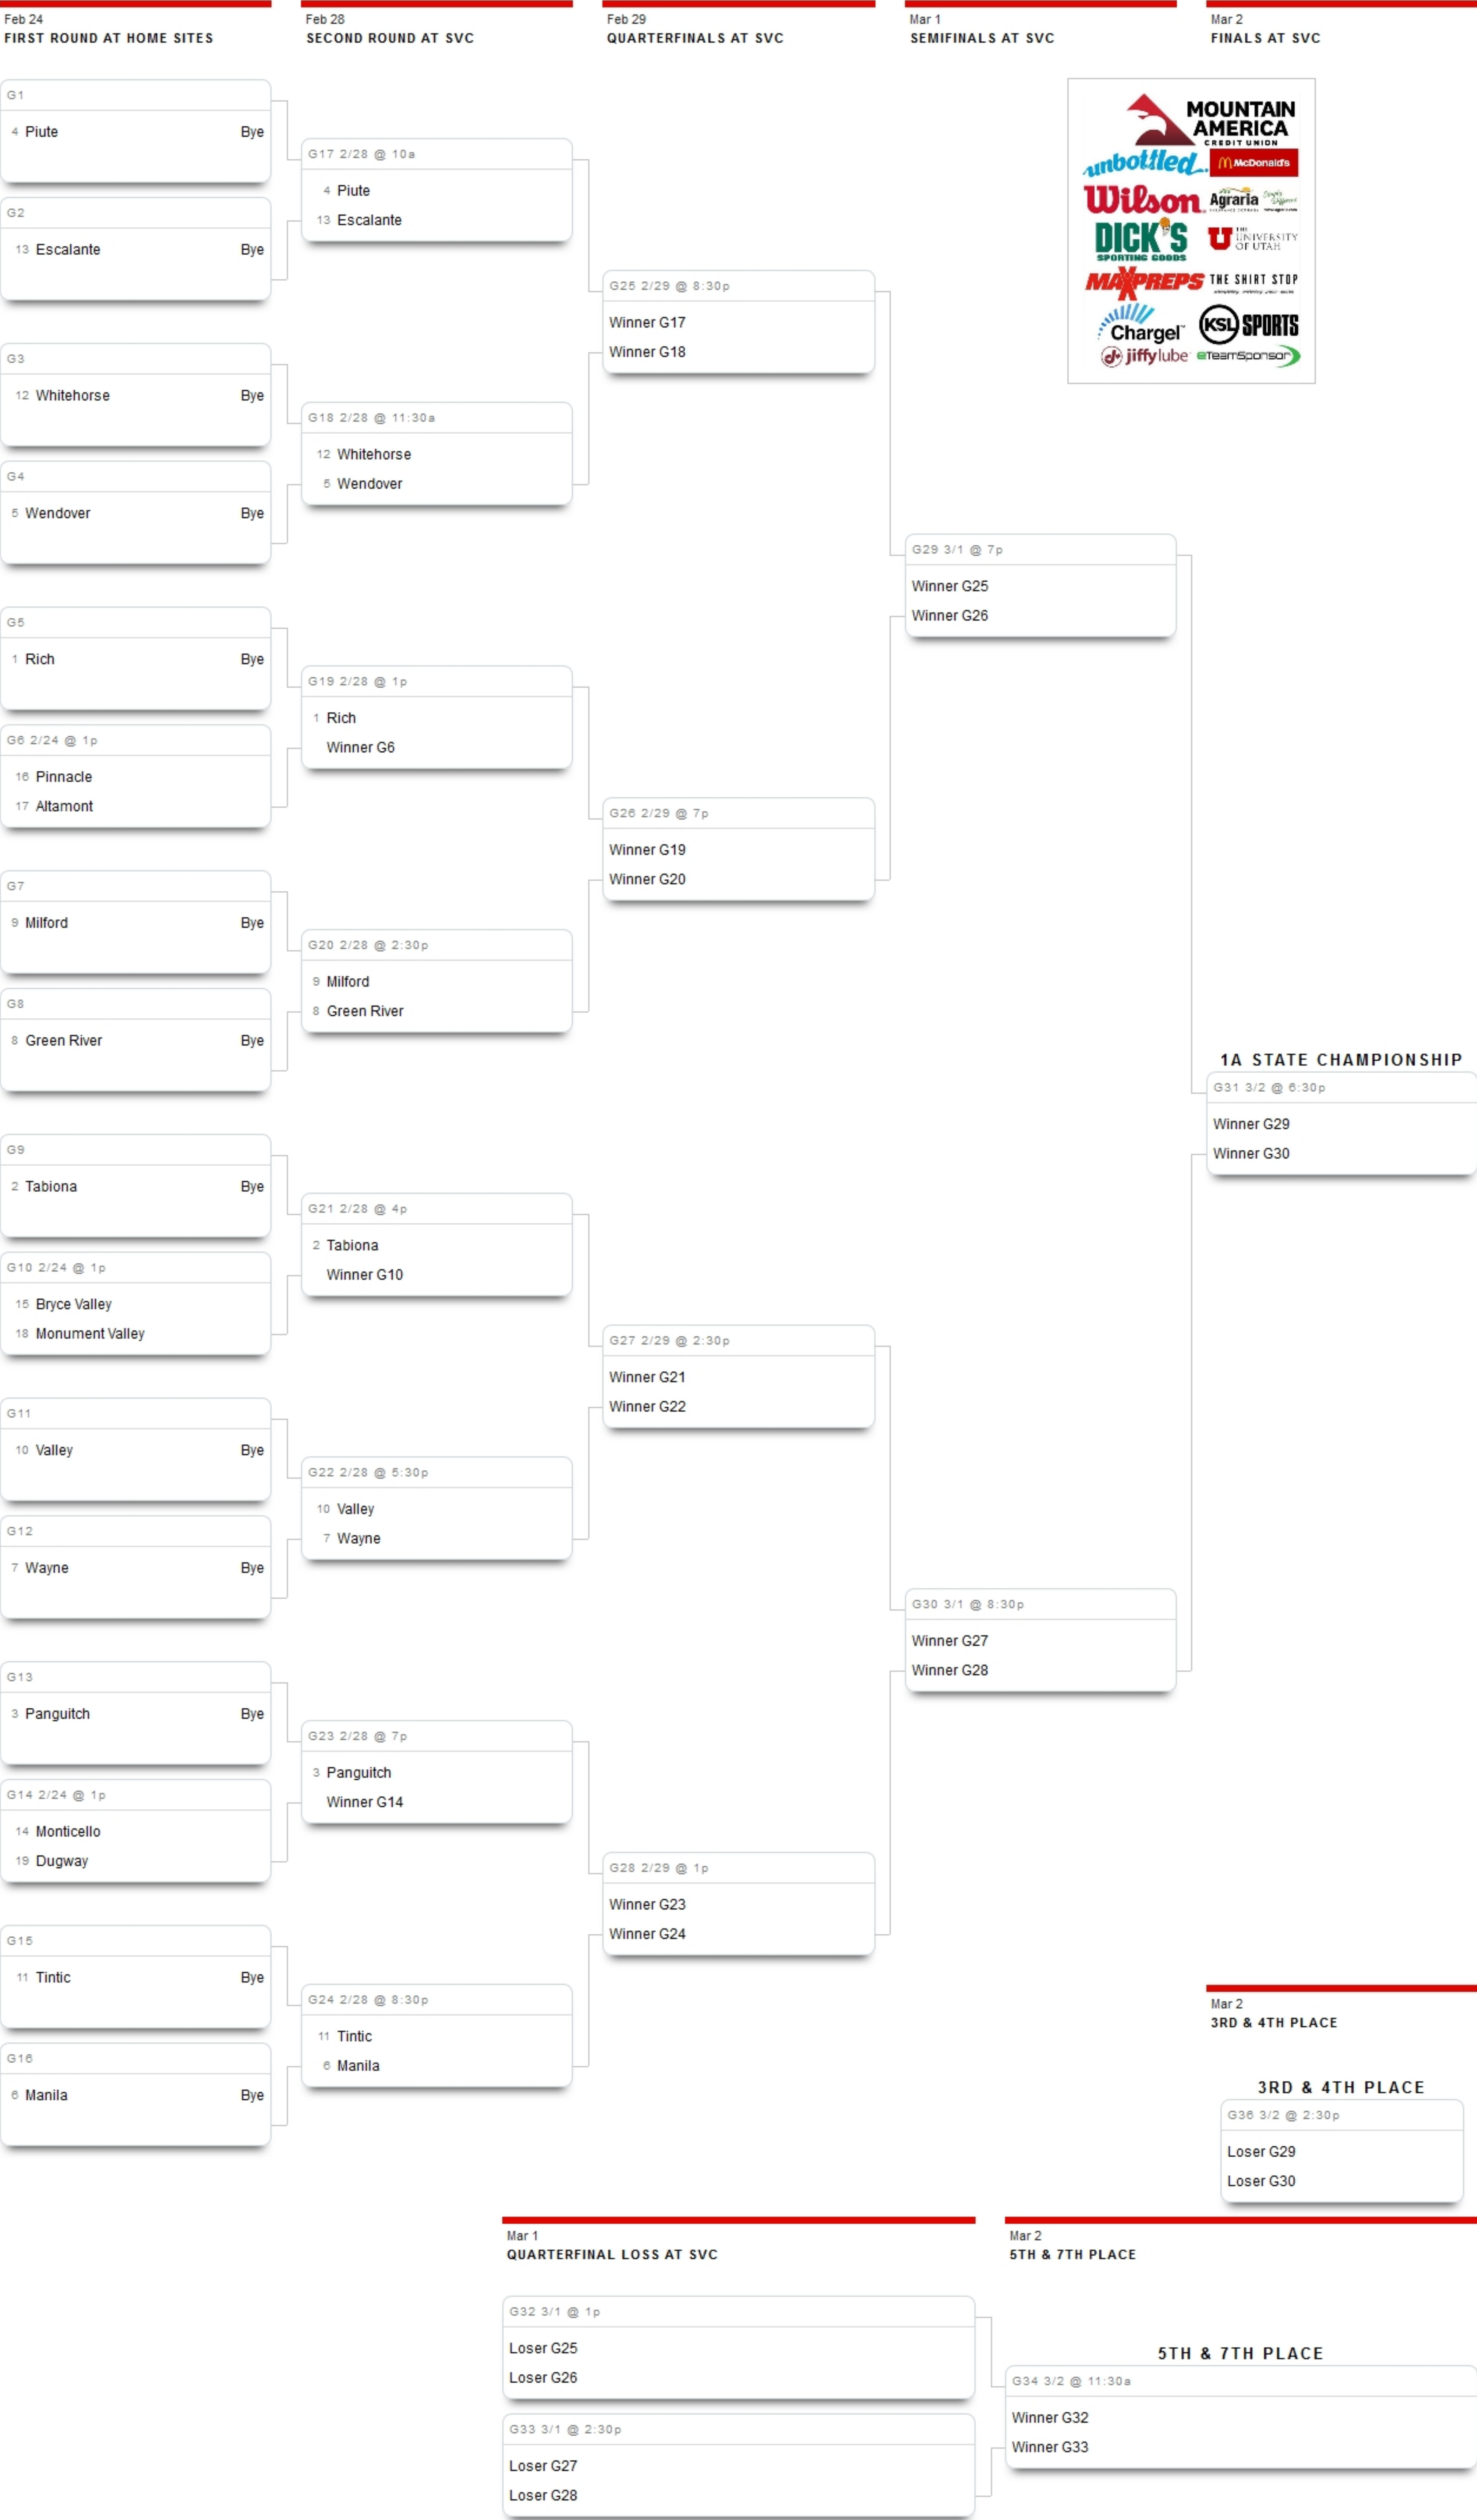 Feb 24
FIRST ROUND AT HOME SITES
G1
4 Piute Bye
G2
13 Escalante Bye
G3
12 Whitehorse Bye
G4
5 Wendover Bye
G5
1 Rich Bye
G6 2/24 @ 1p
16 Pinnacle
17 Altamont
G7
9 Milford Bye
G8
8 Green River Bye
G9
2 Tabiona Bye
G10 2/24 @ 1p
15 Bryce Valley
18 Monument Valley
G11
10 Valley Bye
G12
7 Wayne Bye
G13
3 Panguitch Bye
G14 2/24 @ 1p
14 Monticello
19 Dugway
G15
11 Tintic Bye
G16
6 Manila Bye
Feb 28
SECOND ROUND AT SVC
G17 2/28 @ 10a
4 Piute
13 Escalante
G18 2/28 @ 11:30a
12 Whitehorse
5 Wendover
G19 2/28 @ 1p
1 Rich
Winner G6
G20 2/28 @ 2:30p
9 Milford
8 Green River
G21 2/28 @ 4p
2 Tabiona
Winner G10
G22 2/28 @ 5:30p
10 Valley
7 Wayne
G23 2/28 @ 7p
3 Panguitch
Winner G14
G24 2/28 @ 8:30p
11 Tintic
6 Manila
Feb 29
QUARTERFINALS AT SVC
G25 2/29 @ 8:30p
Winner G17
Winner G18
G26 2/29 @ 7p
Winner G19
Winner G20
G27 2/29 @ 2:30p
Winner G21
Winner G22
G28 2/29 @ 1p
Winner G23
Winner G24
Mar 1
SEMIFINALS AT SVC
G29 3/1 @ 7p
Winner G25
Winner G26
G30 3/1 @ 8:30p
Winner G27
Winner G28
Mar 2
FINALS AT SVC
MOUNTAIN
AMERICA
CREDIT UNION
unbottled
McDonald's
Wilson
Agraria
DICK'S
SPORTING GOODS
THE
UNIVERSITY
OF UTAH
MAXPREPS
THE SHIRT STOP
Chargel
KSL SPORTS
jiffylube
eTeamSponsor
1A STATE CHAMPIONSHIP
G31 3/2 @ 6:30p
Winner G29
Winner G30
Mar 2
3RD & 4TH PLACE
3RD & 4TH PLACE
G36 3/2 @ 2:30p
Loser G29
Loser G30
Mar 1
QUARTERFINAL LOSS AT SVC
G32 3/1 @ 1p
Loser G25
Loser G26
G33 3/1 @ 2:30p
Loser G27
Loser G28
Mar 2
5TH & 7TH PLACE
5TH & 7TH PLACE
G34 3/2 @ 11:30a
Winner G32
Winner G33